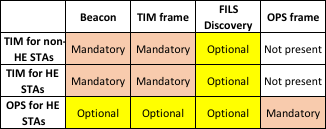 Beacon TIM frame FILS Discovery OPS frame
TIM for non-HE STAs Mandatory Mandatory Optional Not present
TIM for HE STAs Mandatory Mandatory Optional Not present
OPS for HE STAs Optional Optional Optional Mandatory